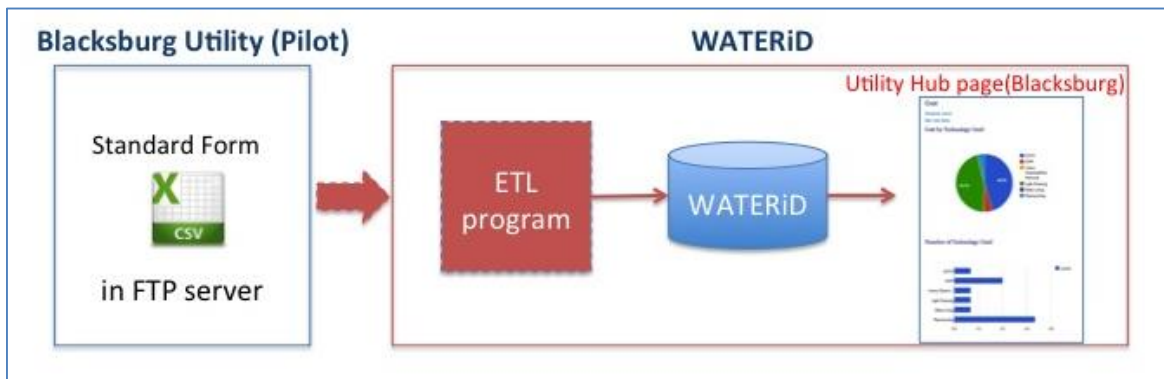 Blacksburg Utility (Pilot)
WATERiD
Utility Hub page(Blacksburg)
Standard Form
X
CSV
in FTP server
ETL
program
WATERiD
Cost
Cost by Technology Used
Number of Technology Used